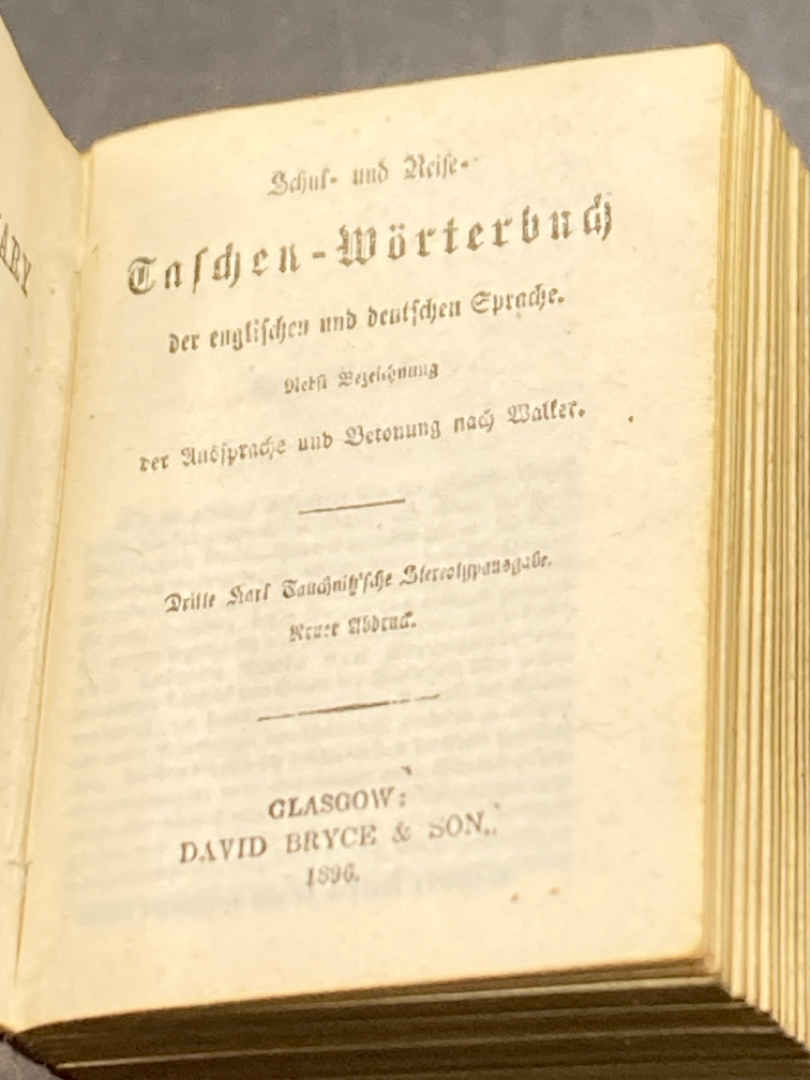 ARY
Schul- und Reise-
Taschen-Wörterbuch
der englischen und deutschen Sprache.
Nebst Bezeichnung
der Aussprache und Betonung nach Walker.
Dritte Karl Tauchnitz'sche Stereotypausgabe.
Neuer Abdruck.
GLASGOW:
DAVID BRYCE & SON.
1896.